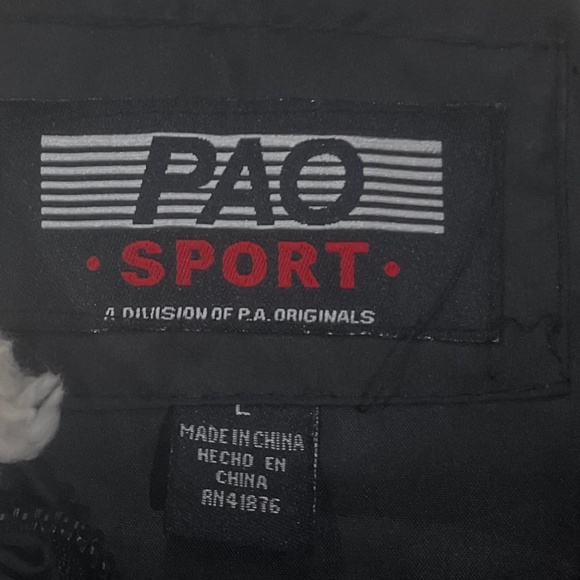 PAO
• SPORT •
A DIVISION OF P.A. ORIGINALS
L
MADE IN CHINA
HECHO EN
CHINA
RN41876